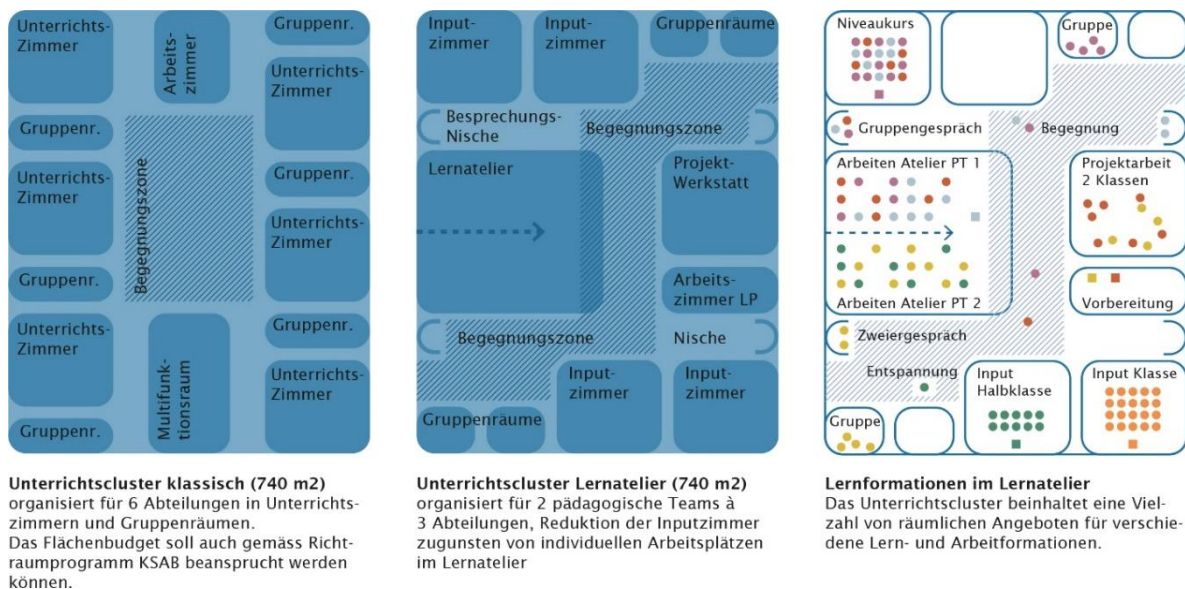 Unterrichts-
Zimmer
Arbeits-
zimmer
Gruppenr.
Unterrichts-
Zimmer
Gruppenr.
Begegnungszone
Unterrichts-
Zimmer
Gruppenr.
Unterrichts-
Zimmer
Gruppenr.
Unterrichts-
Zimmer
Multifunk-
tionsraum
Gruppenr.
Unterrichts-
Zimmer
Gruppenr.
Input-
zimmer
Input-
zimmer
Gruppenräume
Besprechungs-
Nische
Begegnungszone
Lernatelier
Projekt-
Werkstatt
Arbeits-
zimmer LP
Begegnungszone
Nische
Input-
zimmer
Input-
zimmer
Gruppenräume
Niveaukurs
Gruppe
Gruppengespräch
Begegnung
Arbeiten Atelier PT 1
Projektarbeit
2 Klassen
Arbeiten Atelier PT 2
Vorbereitung
Zweiergespräch
Entspannung
Input
Halbklasse
Input Klasse
Gruppe
Unterrichtscluster klassisch (740 m2)
organisiert für 6 Abteilungen in Unterrichts-
zimmern und Gruppenräumen.
Das Flächenbudget soll auch gemäss Richt-
raumprogramm KSAB beansprucht werden
können.
Unterrichtscluster Lernatelier (740 m2)
organisiert für 2 pädagogische Teams à
3 Abteilungen, Reduktion der Inputzimmer
zugunsten von individuellen Arbeitsplätzen
im Lernatelier
Lernformationen im Lernatelier
Das Unterrichtscluster beinhaltet eine Viel-
zahl von räumlichen Angeboten für verschie-
dene Lern- und Arbeitformationen.